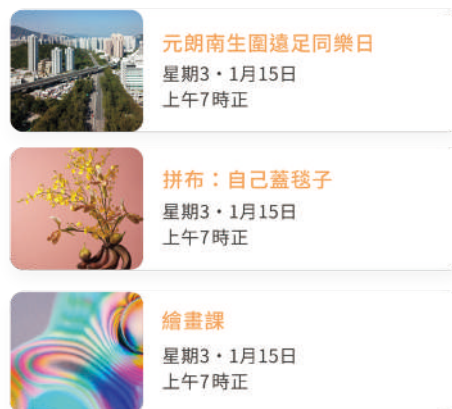 元朗南生圍遠足同樂日
星期3・1月15日
上午7時正
拼布：自己蓋毯子
星期3・1月15日
上午7時正
繪畫課
星期3・1月15日
上午7時正